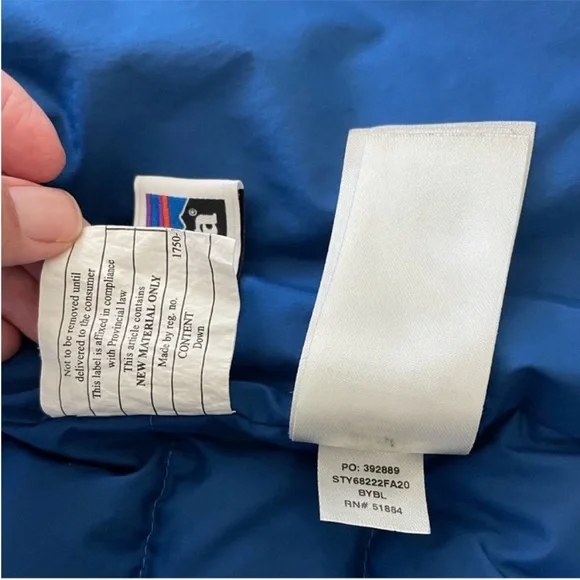 a®
Not to be removed until
delivered to the consumer
This label is affixed in compliance
with Provincial law
This article contains
NEW MATERIAL ONLY
Made by reg. no. 1750-
CONTENT
Down
PO: 392889
STY68222FA20
BYBL
RN# 51884